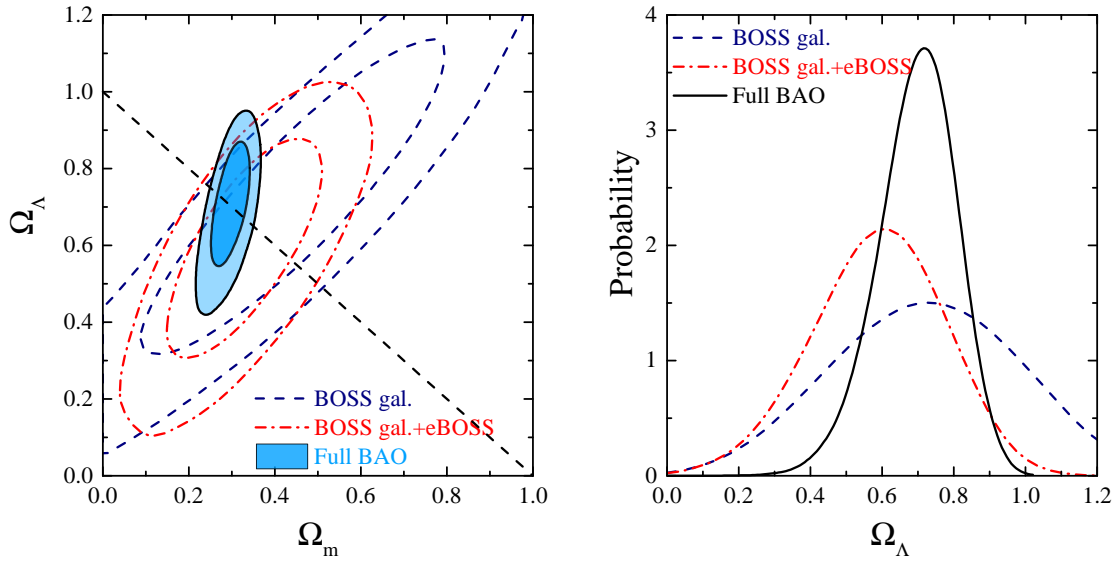 1.2
1.0
0.8
0.6
0.4
0.2
0.0
Ω_Λ
0.0 0.2 0.4 0.6 0.8 1.0
Ω_m
BOSS gal.
BOSS gal.+eBOSS
Full BAO
4
3
2
1
0
Probability
0.0 0.2 0.4 0.6 0.8 1.0 1.2
Ω_Λ
BOSS gal.
BOSS gal.+eBOSS
Full BAO